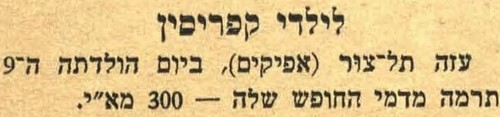 לילדי קפריסין
עזה תל־צור (אפיקים), ביום הולדתה ה־9
תרמה מדמי החופש שלה — 300 מא"י.